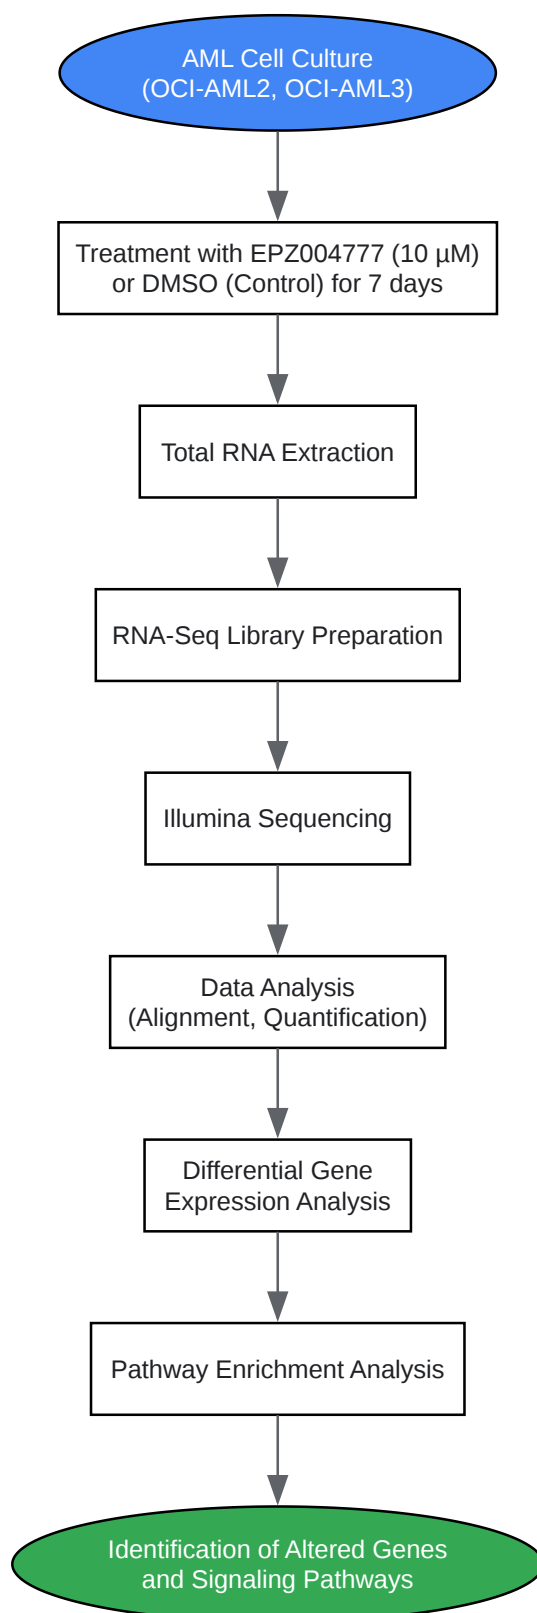 AML Cell Culture
(OCI-AML2, OCI-AML3)
Treatment with EPZ004777 (10 µM)
or DMSO (Control) for 7 days
Total RNA Extraction
RNA-Seq Library Preparation
Illumina Sequencing
Data Analysis
(Alignment, Quantification)
Differential Gene
Expression Analysis
Pathway Enrichment Analysis
Identification of Altered Genes
and Signaling Pathways